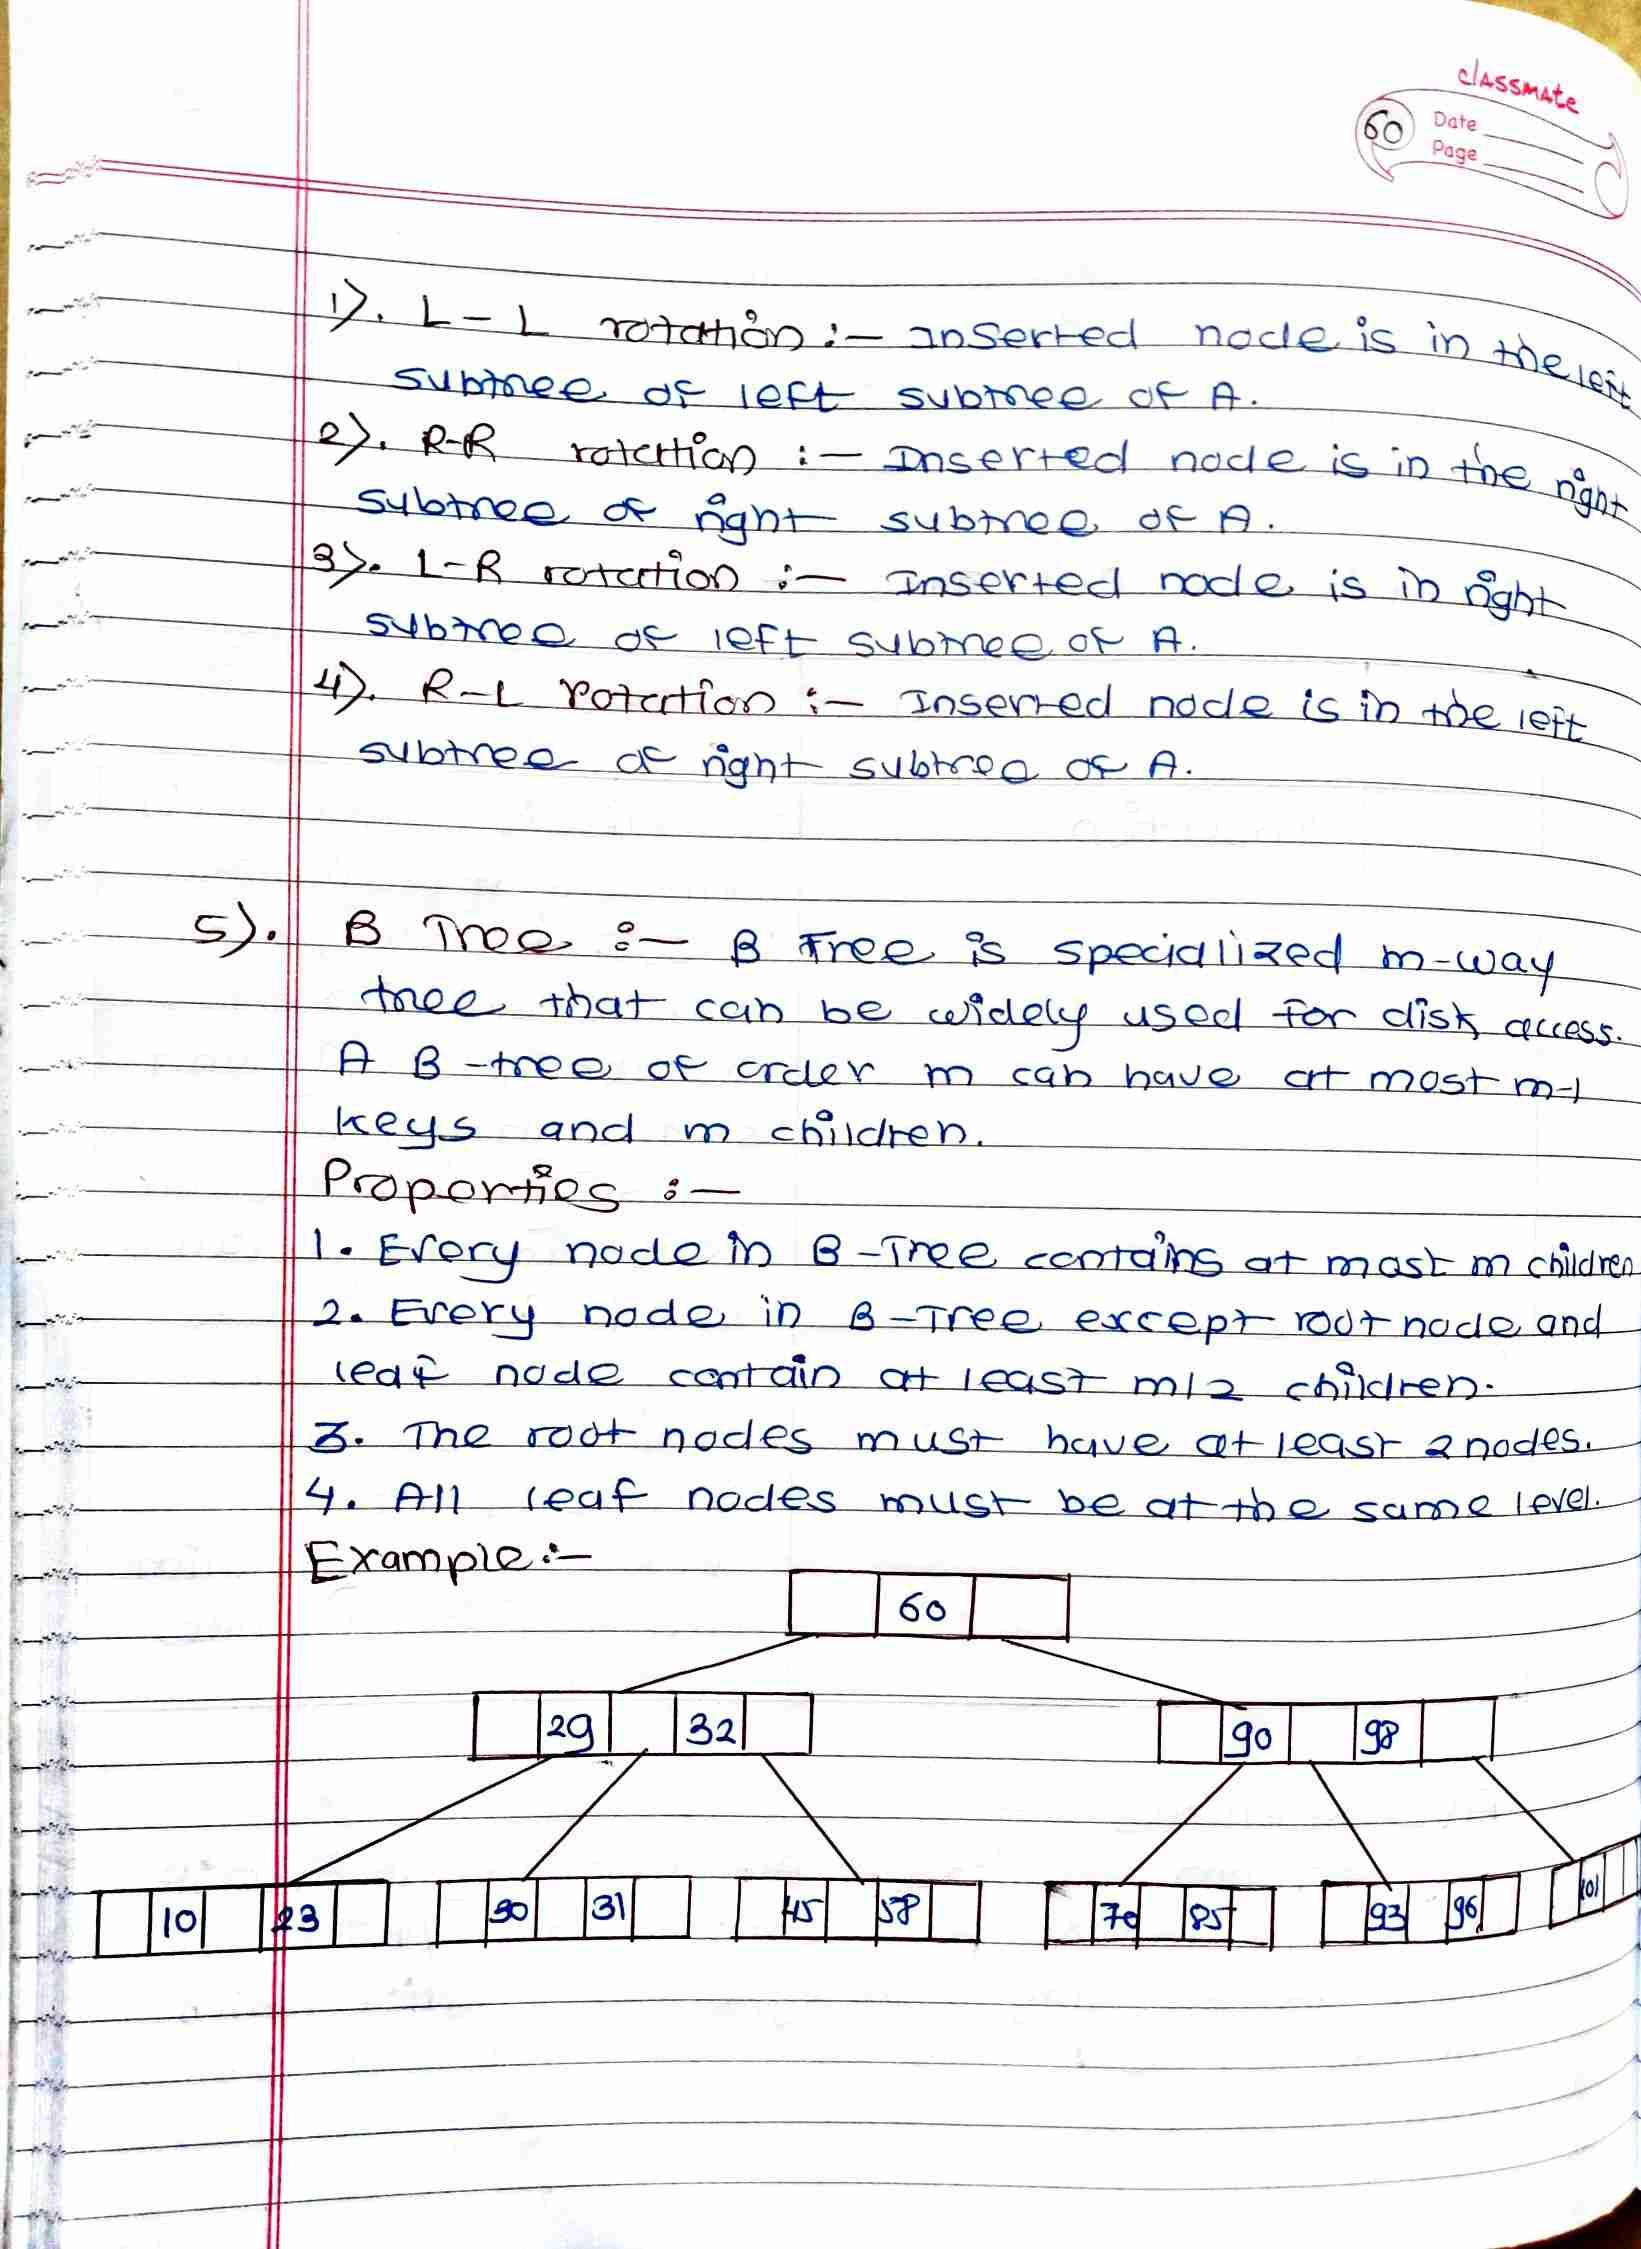 classmate
60 Date
Page
1). L-L rotation :- Inserted node is in the left
subtree of left subtree of A.
2). R-R rotation :- Inserted node is in the right
subtree of right subtree of A.
3). L-R rotation :- Inserted node is in right
subtree of left subtree of A.
4). R-L rotation :- Inserted node is in the left
subtree of right subtree of A.
5). B Tree :- B Tree is specialized m-way
tree that can be widely used for disk access.
A B-tree of order m can have at most m-1
keys and m children.
Properties :-
1. Every node in B-Tree contains at most m children
2. Every node in B-Tree except root node and
leaf node contain at least m/2 children.
3. The root nodes must have at least 2 nodes.
4. All leaf nodes must be at the same level.
Example:-
60
29 32 90 98
10 23 30 31 45 58 70 85 93 96 101